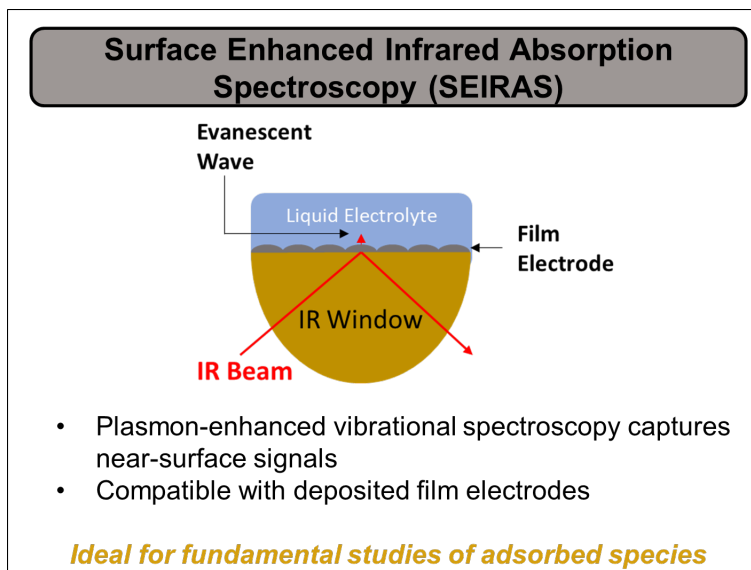 Surface Enhanced Infrared Absorption
Spectroscopy (SEIRAS)
Evanescent
Wave
Liquid Electrolyte
Film
Electrode
IR Window
IR Beam
• Plasmon-enhanced vibrational spectroscopy captures
near-surface signals
• Compatible with deposited film electrodes
Ideal for fundamental studies of adsorbed species